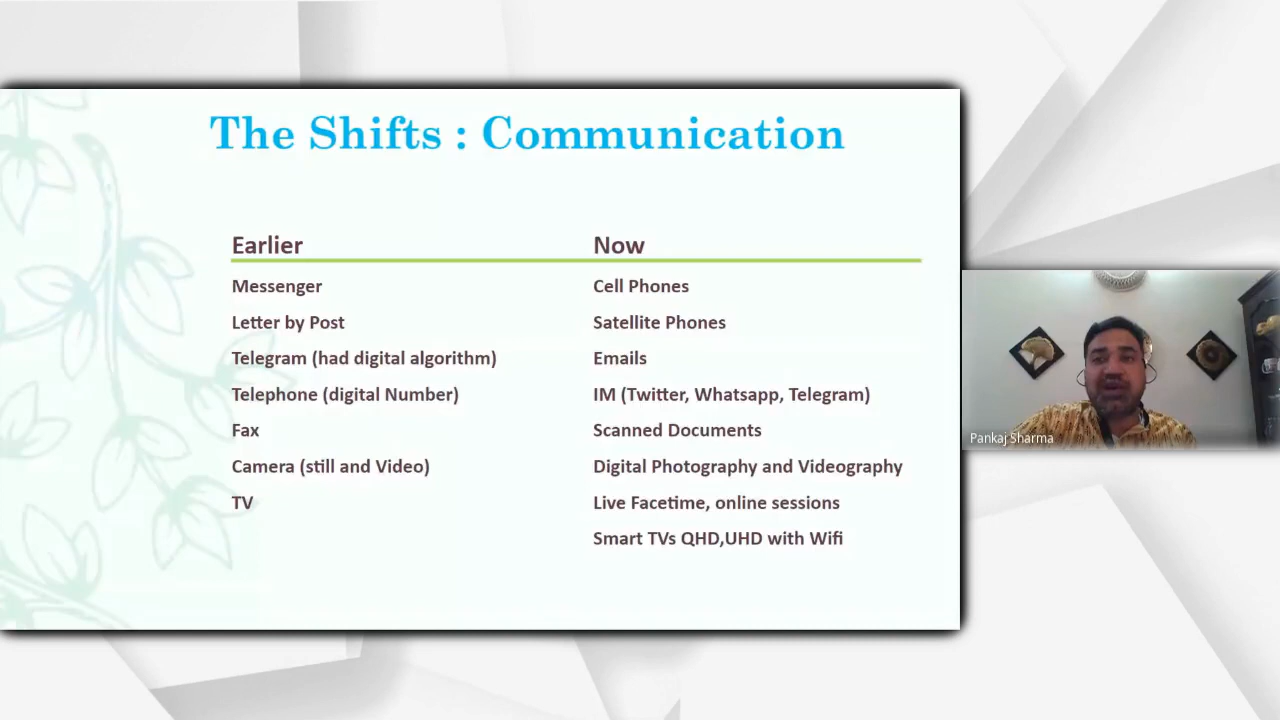 The Shifts : Communication
Earlier
Now
Messenger
Cell Phones
Letter by Post
Satellite Phones
Telegram (had digital algorithm)
Emails
Telephone (digital Number)
IM (Twitter, Whatsapp, Telegram)
Fax
Scanned Documents
Camera (still and Video)
Digital Photography and Videography
TV
Live Facetime, online sessions
Smart TVs QHD,UHD with Wifi
Pankaj Sharma